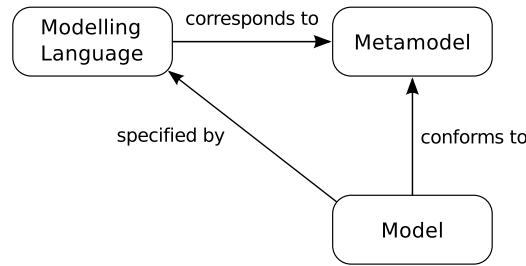 Modelling
Language
corresponds to
Metamodel
specified by
conforms to
Model